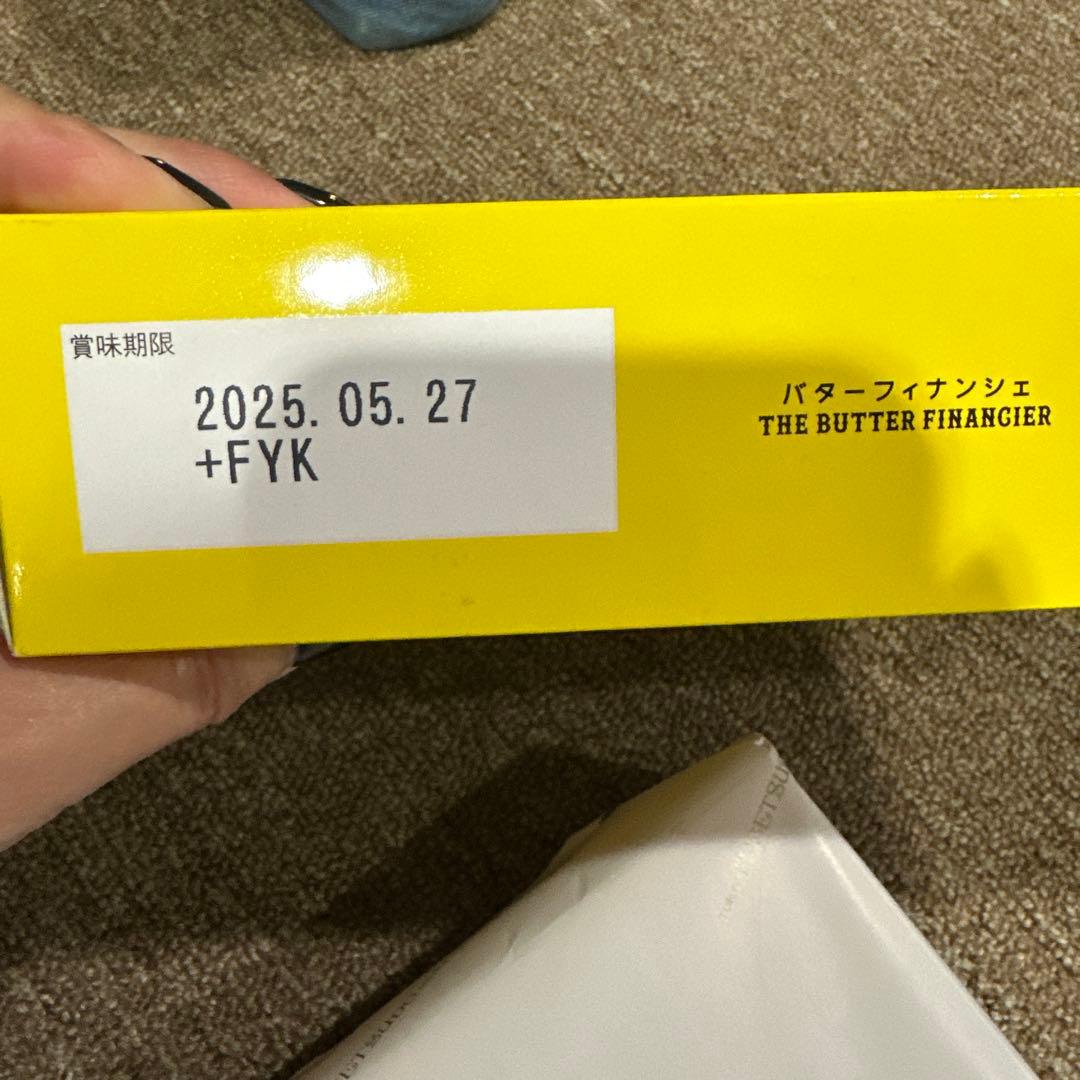 賞味期限
2025.05.27
+FYK
バターフィナンシェ
THE BUTTER FINANCIER